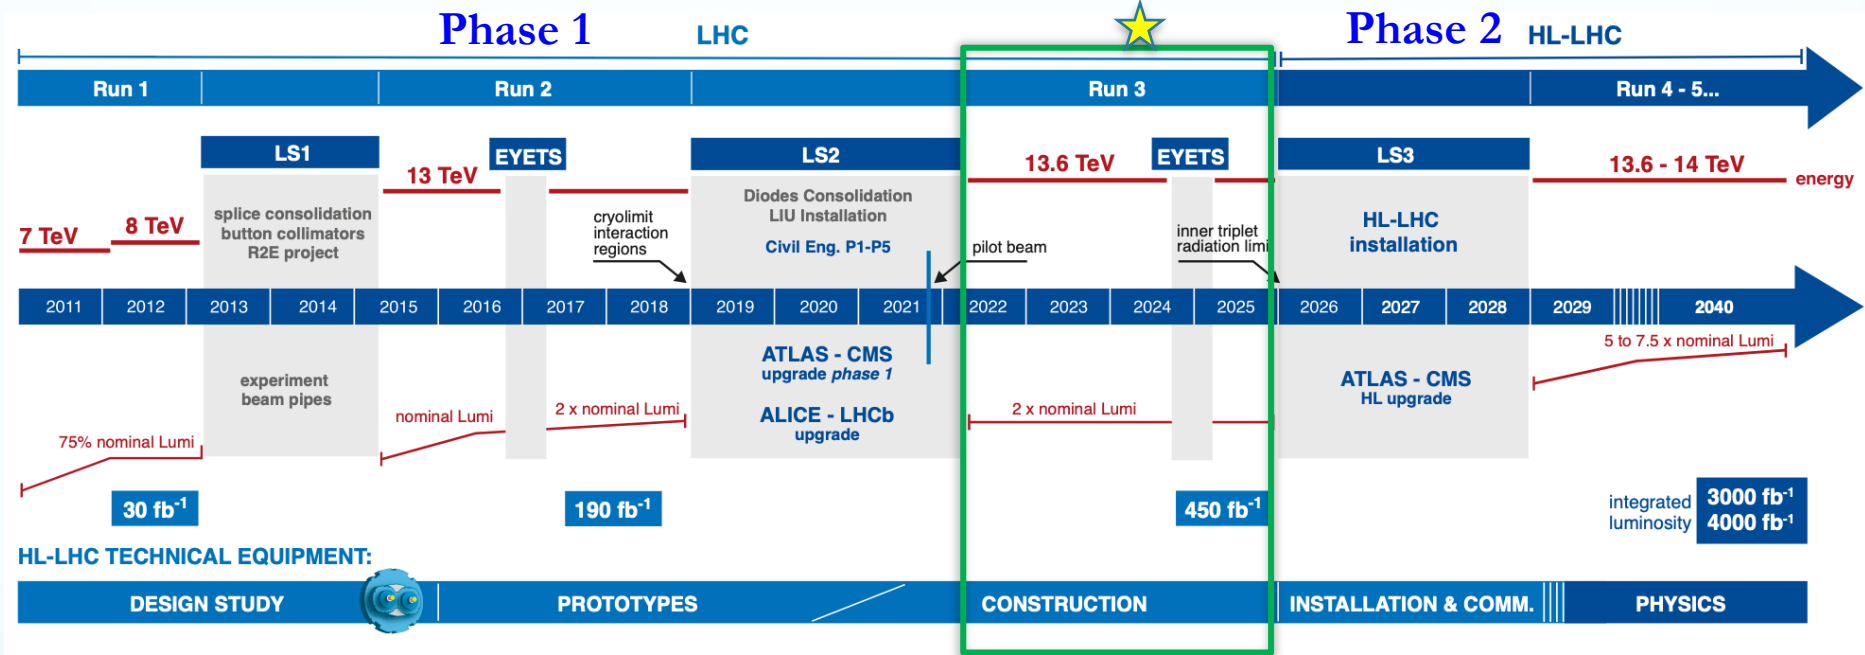 Phase 1
LHC
Phase 2
HL-LHC
Run 1
Run 2
Run 3
Run 4 - 5...
LS1
EYETS
LS2
EYETS
LS3
7 TeV
8 TeV
13 TeV
13.6 TeV
13.6 - 14 TeV
energy
splice consolidation
button collimators
R2E project
cryolimit
interaction
regions
Diodes Consolidation
LIU Installation
Civil Eng. P1-P5
pilot beam
inner triplet
radiation limi
HL-LHC
installation
2011
2012
2013
2014
2015
2016
2017
2018
2019
2020
2021
2022
2023
2024
2025
2026
2027
2028
2029
2040
experiment
beam pipes
ATLAS - CMS
upgrade phase 1
ALICE - LHCb
upgrade
ATLAS - CMS
HL upgrade
75% nominal Lumi
nominal Lumi
2 x nominal Lumi
2 x nominal Lumi
5 to 7.5 x nominal Lumi
30 fb⁻¹
190 fb⁻¹
450 fb⁻¹
integrated
luminosity
3000 fb⁻¹
4000 fb⁻¹
HL-LHC TECHNICAL EQUIPMENT:
DESIGN STUDY
PROTOTYPES
CONSTRUCTION
INSTALLATION & COMM.
PHYSICS